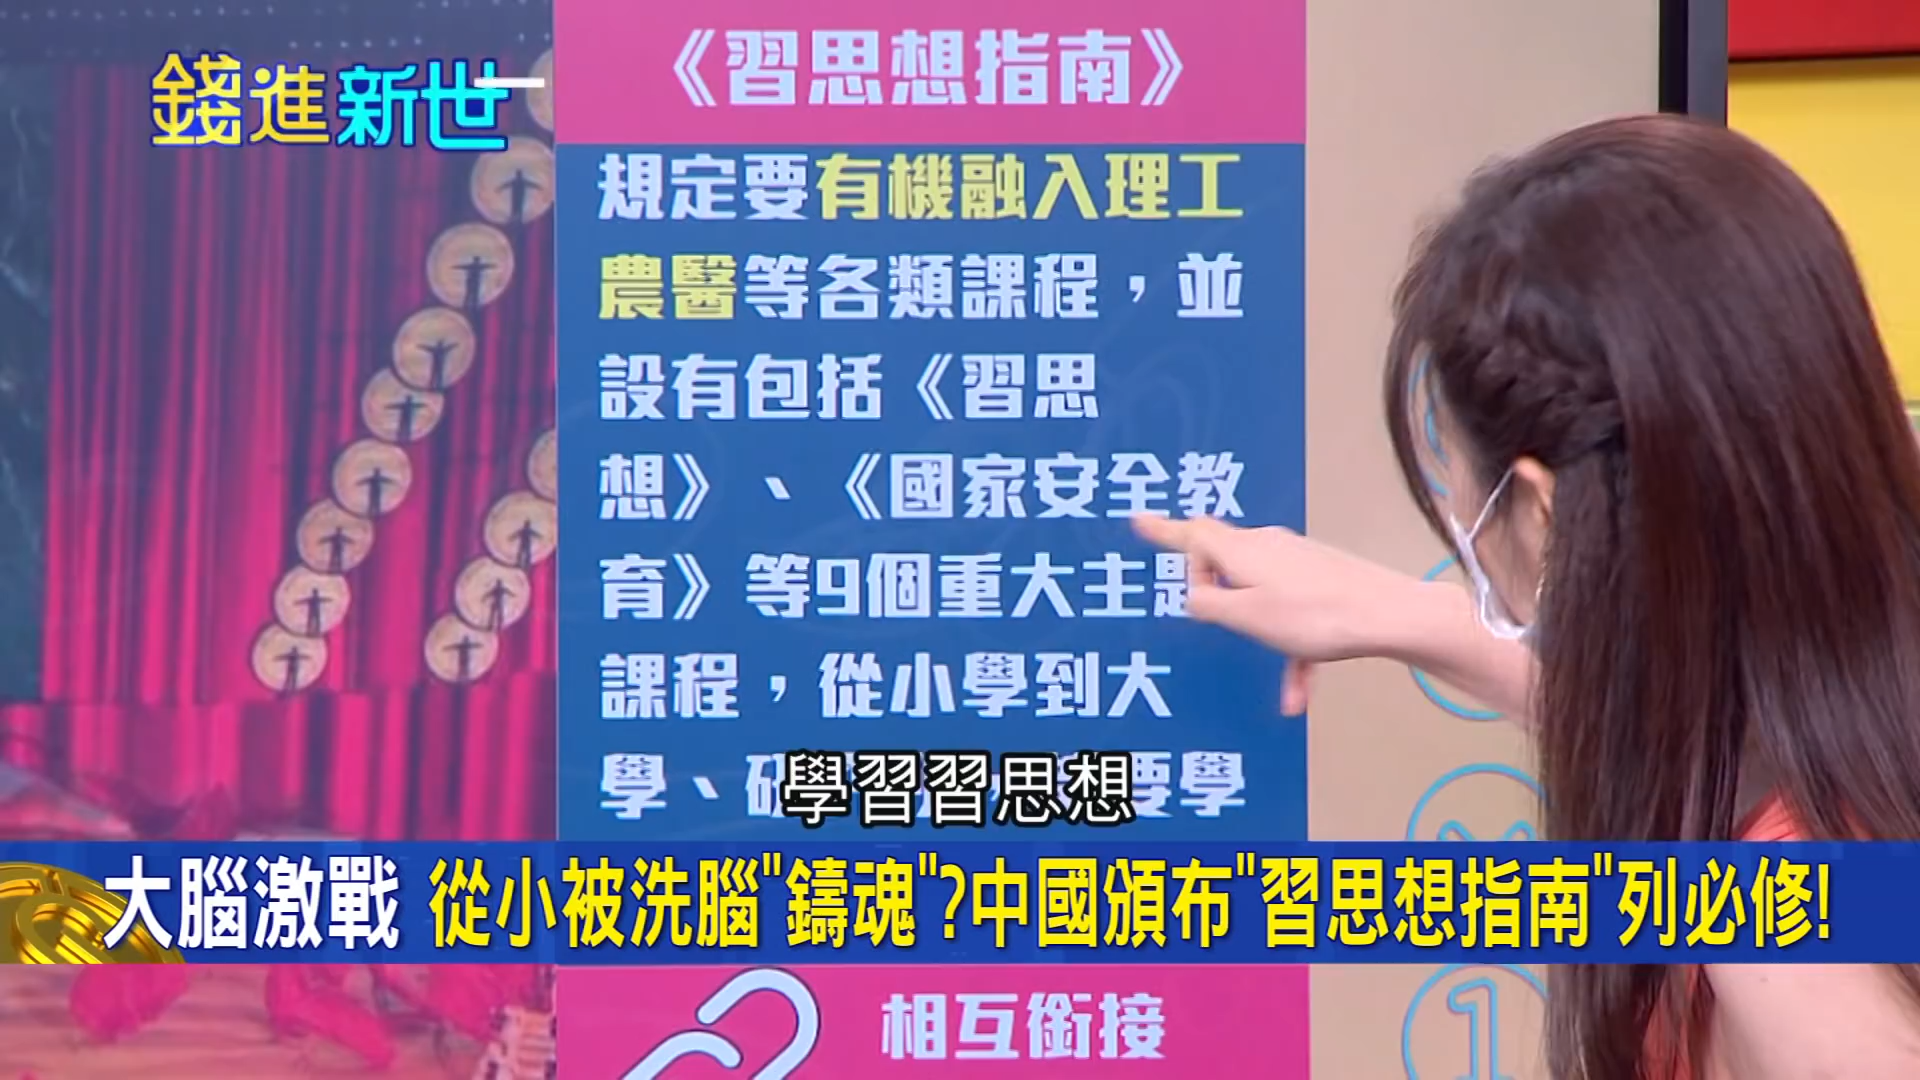 錢進新世
《習思想指南》
規定要有機融入理工
農醫等各類課程，並
設有包括《習思
想》、《國家安全教
育》等9個重大主題
課程，從小學到大
學、研 要學
學習習思想
大腦激戰 從小被洗腦"鑄魂"?中國頒布"習思想指南"列必修!
相互銜接
1